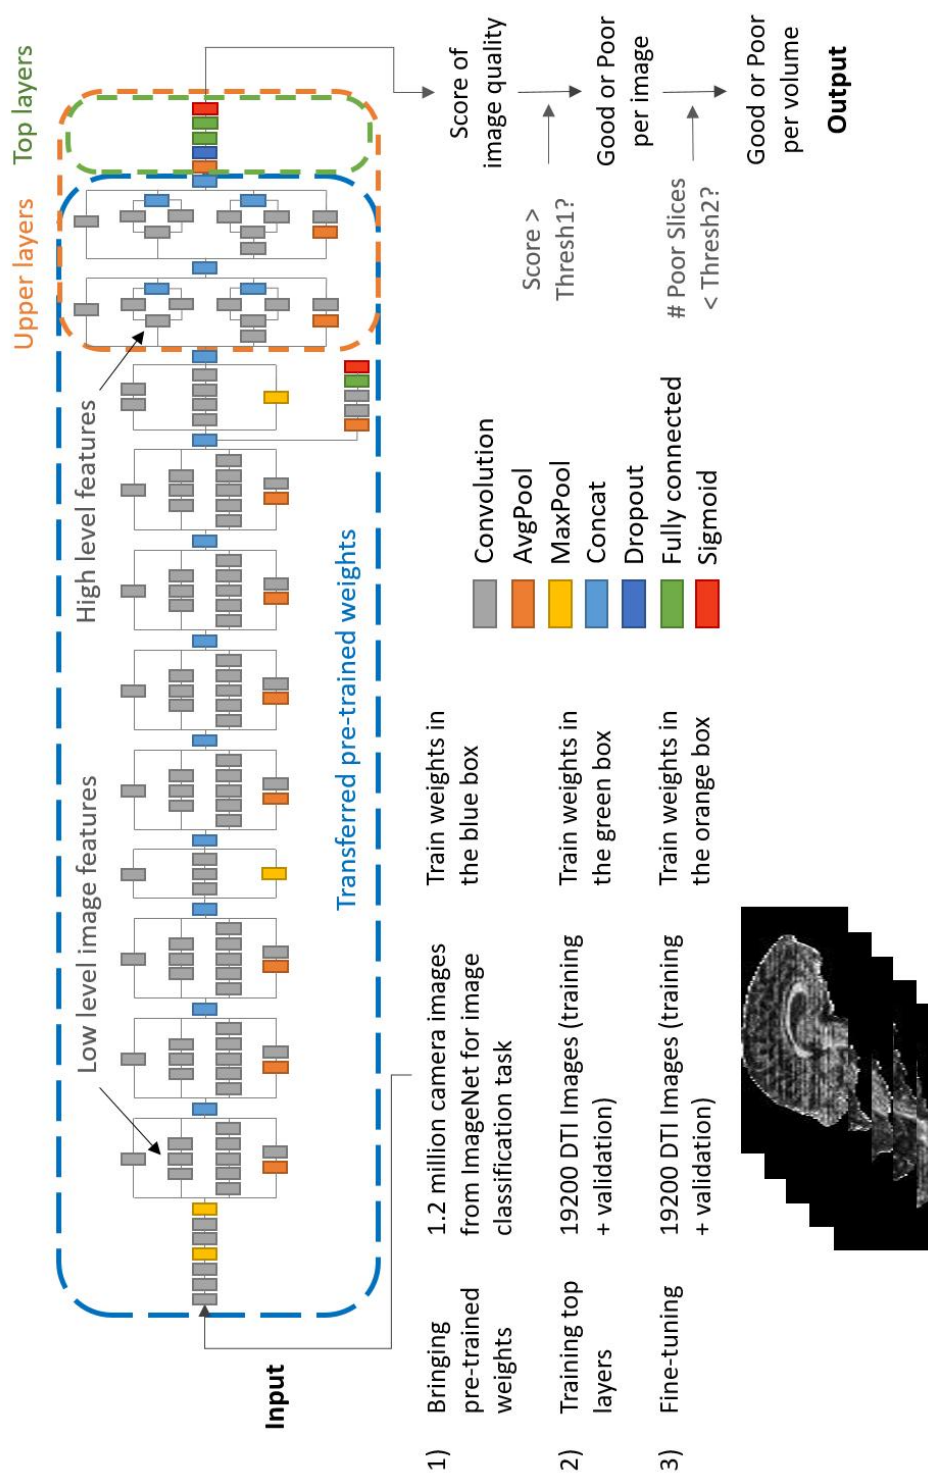 Upper layers
Top layers
Low level image features
High level features
Transferred pre-trained weights
Input
1)
Bringing
pre-trained
weights
1.2 million camera images
from ImageNet for image
classification task
Train weights in
the blue box
2)
Training top
layers
19200 DTI Images (training
+ validation)
Train weights in
the green box
3)
Fine-tuning
19200 DTI Images (training
+ validation)
Train weights in
the orange box
Convolution
AvgPool
MaxPool
Concat
Dropout
Fully connected
Sigmoid
Score of
image quality
Score >
Thresh1?
Good or Poor
per image
# Poor Slices
< Thresh2?
Good or Poor
per volume
Output